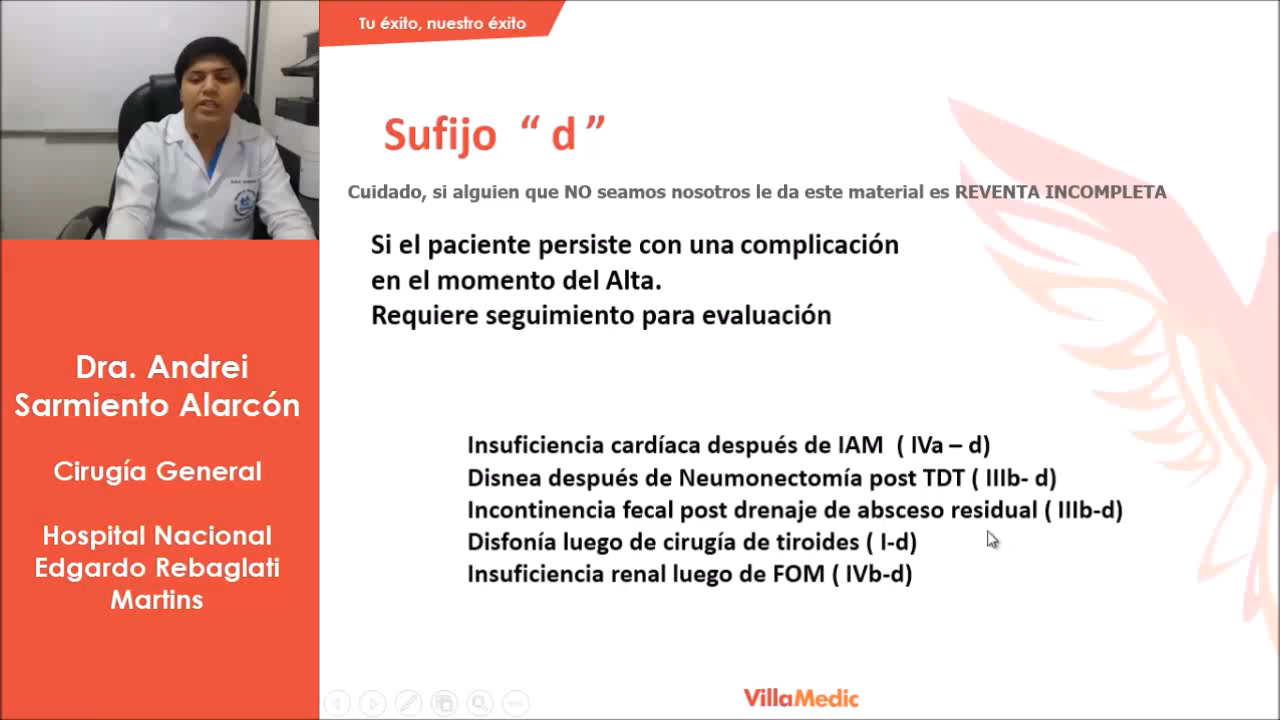 Tu éxito, nuestro éxito
Sufijo “ d ”
Cuidado, si alguien que NO seamos nosotros le da este material es REVENTA INCOMPLETA
Si el paciente persiste con una complicación
en el momento del Alta.
Requiere seguimiento para evaluación
Insuficiencia cardíaca después de IAM ( IVa – d)
Disnea después de Neumonectomía post TDT ( IIIb- d)
Incontinencia fecal post drenaje de absceso residual ( IIIb-d)
Disfonía luego de cirugía de tiroides ( I-d)
Insuficiencia renal luego de FOM ( IVb-d)
Dra. Andrei
Sarmiento Alarcón
Cirugía General
Hospital Nacional
Edgardo Rebaglati
Martins
VillaMedic